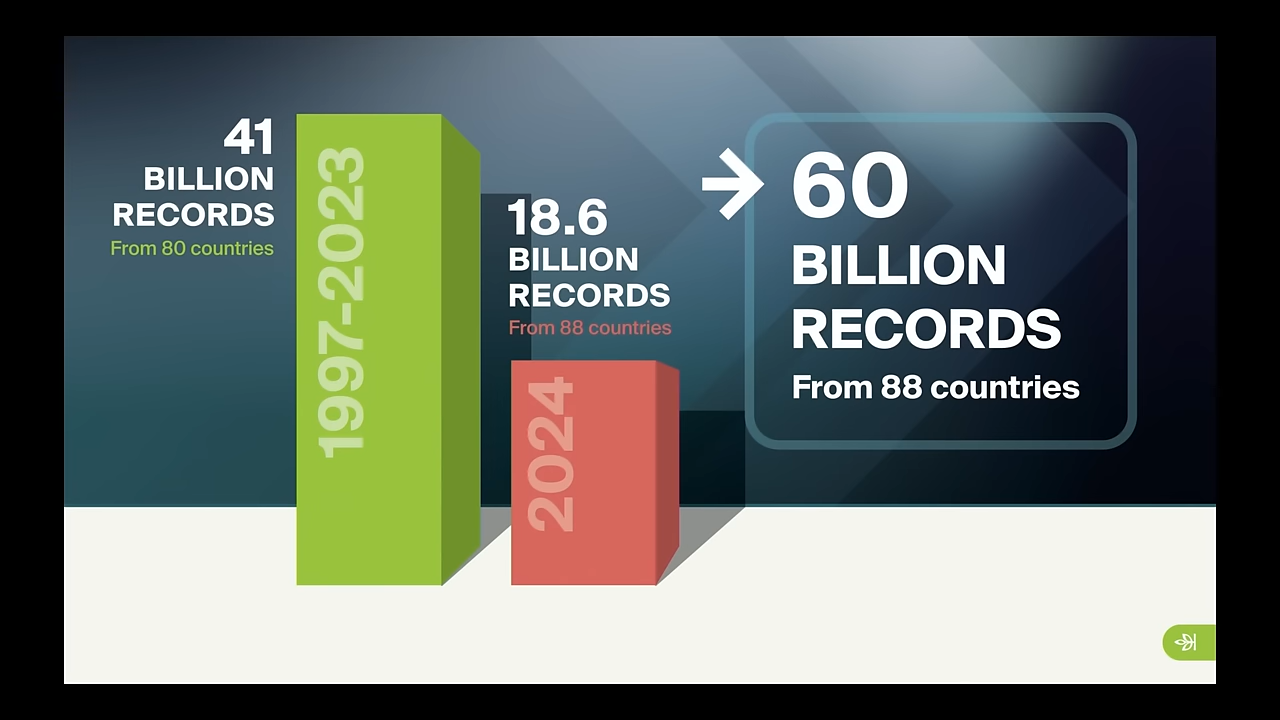 41
BILLION
RECORDS
From 80 countries
1997-2023
18.6
BILLION
RECORDS
From 88 countries
2024
60
BILLION
RECORDS
From 88 countries